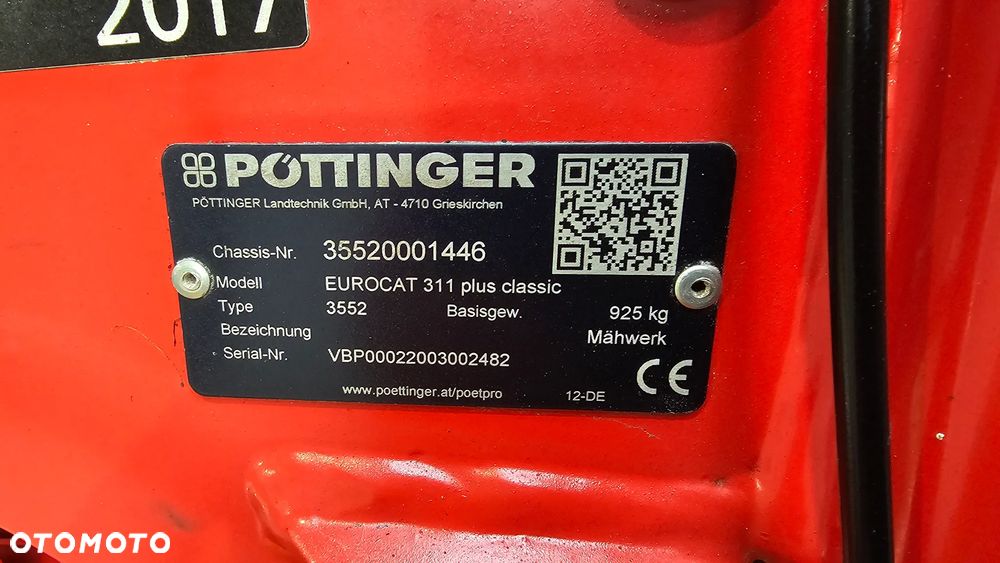 2017
PÖTTINGER
PÖTTINGER Landtechnik GmbH, AT - 4710 Grieskirchen
Chassis-Nr. 35520001446
Modell EUROCAT 311 plus classic
Type 3552 Basisgew. 925 kg
Bezeichnung Mähwerk
Serial-Nr. VBP00022003002482
CE
www.poettinger.at/poetpro 12-DE
OTOMOTO